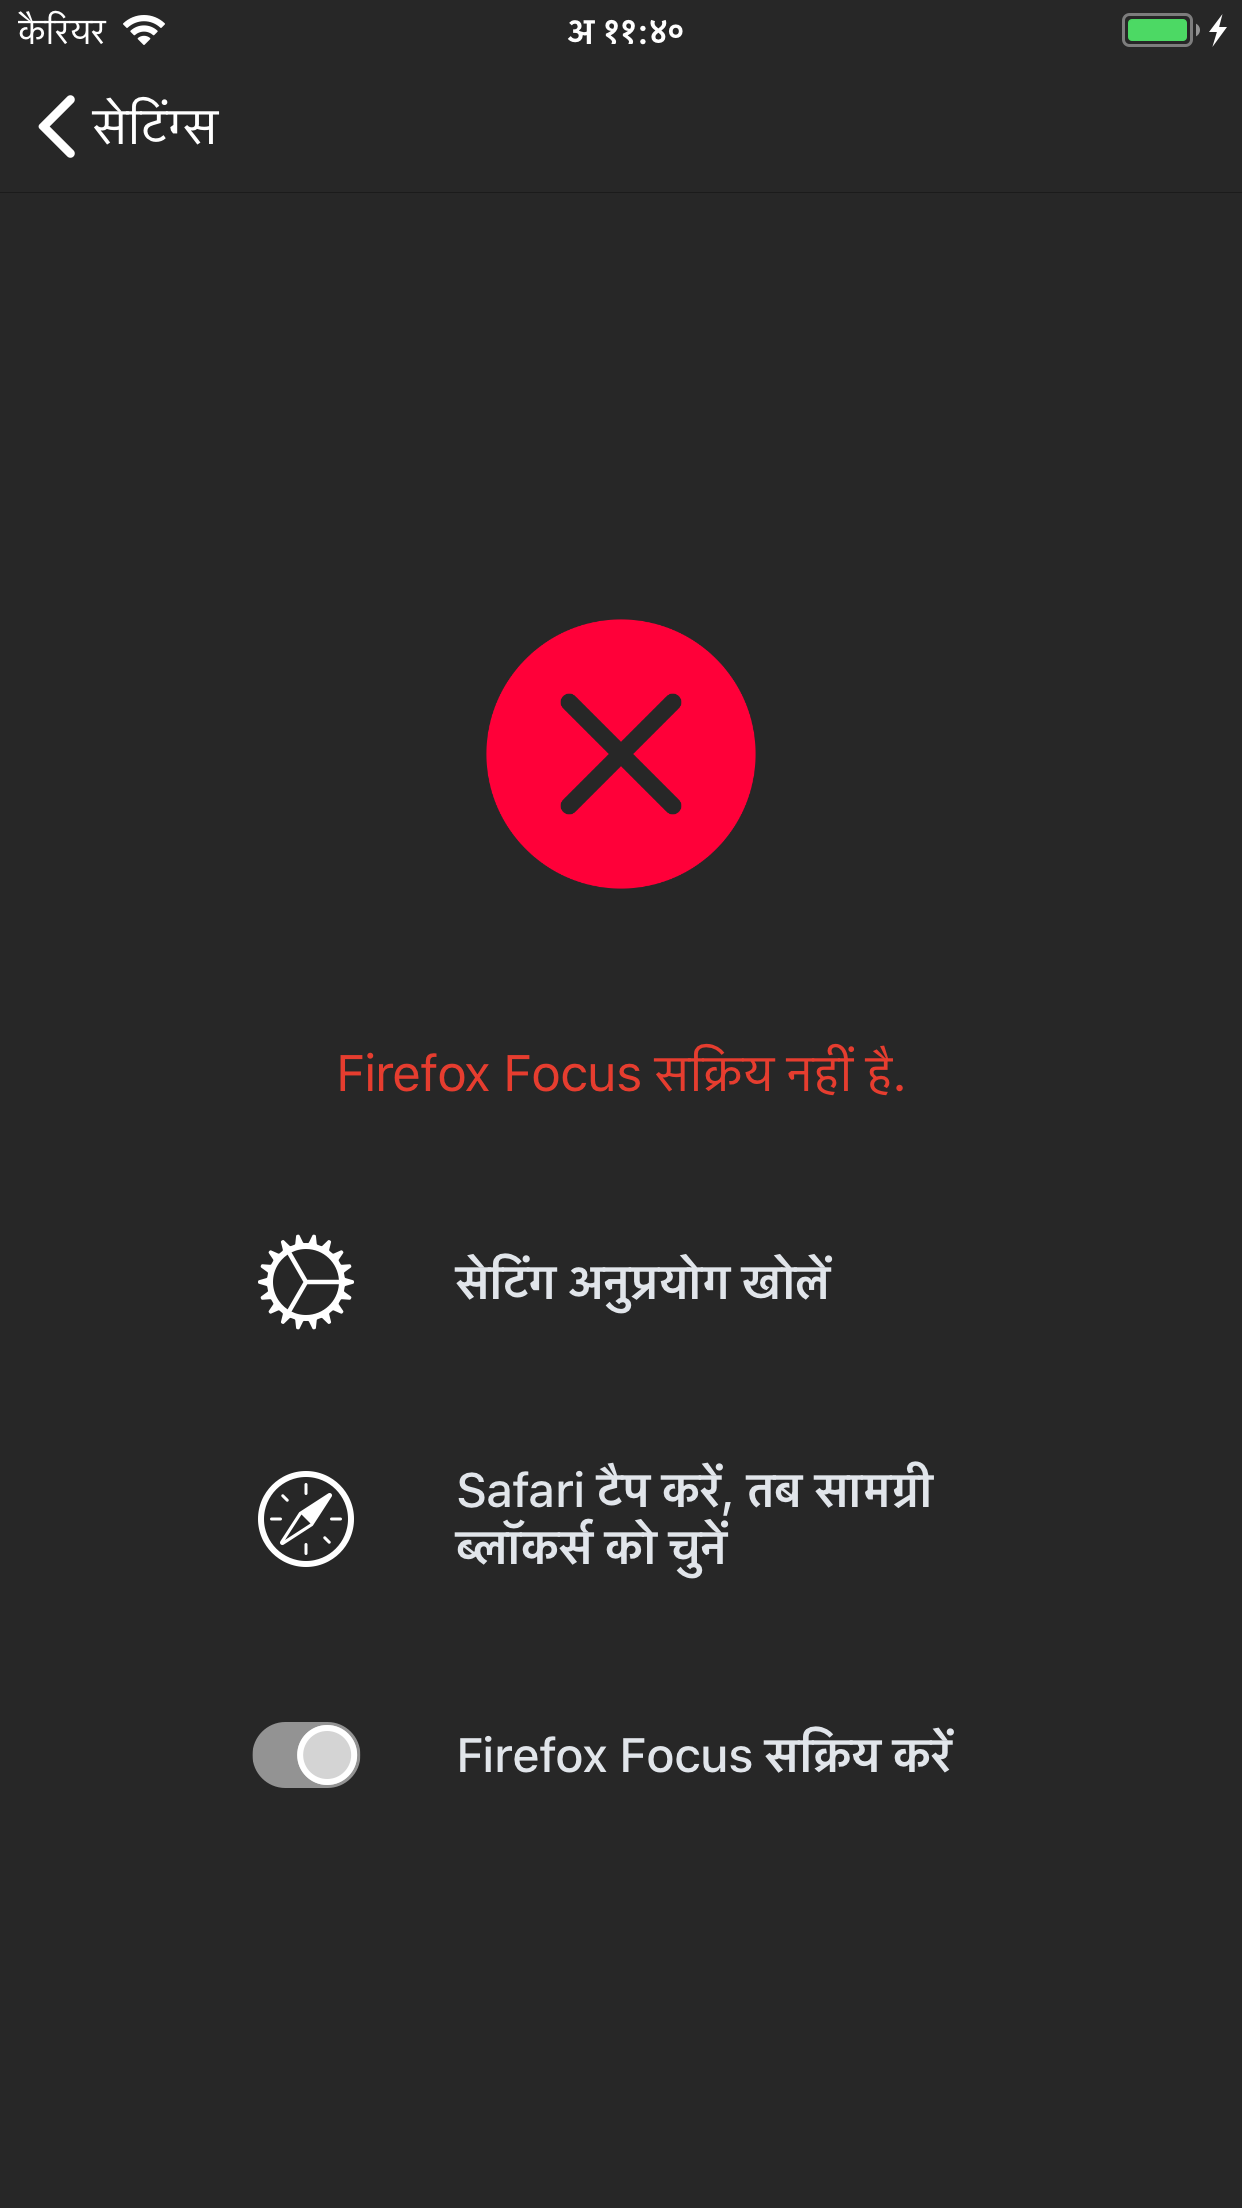 कैरियर
अ ११:४०
सेटिंग्स
Firefox Focus सक्रिय नहीं है.
सेटिंग अनुप्रयोग खोलें
Safari टैप करें, तब सामग्री
ब्लॉकर्स को चुनें
Firefox Focus सक्रिय करें